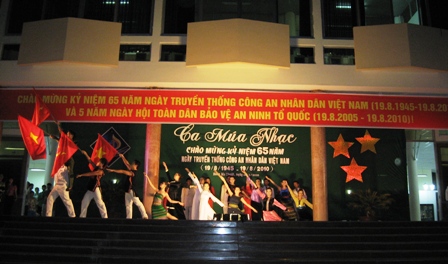 CHÀO MỪNG KỶ NIỆM 65 NĂM NGÀY TRUYỀN THỐNG CÔNG AN NHÂN DÂN VIỆT NAM (19.8.1945-19.8.2010)
VÀ 5 NĂM NGÀY HỘI TOÀN DÂN BẢO VỆ AN NINH TỔ QUỐC (19.8.2005 - 19.8.2010)!
Ca Múa Nhạc
CHÀO MỪNG KỶ NIỆM 65 NĂM
NGÀY TRUYỀN THỐNG CÔNG AN NHÂN DÂN VIỆT NAM
(19/8/1945 - 19/8/2010)